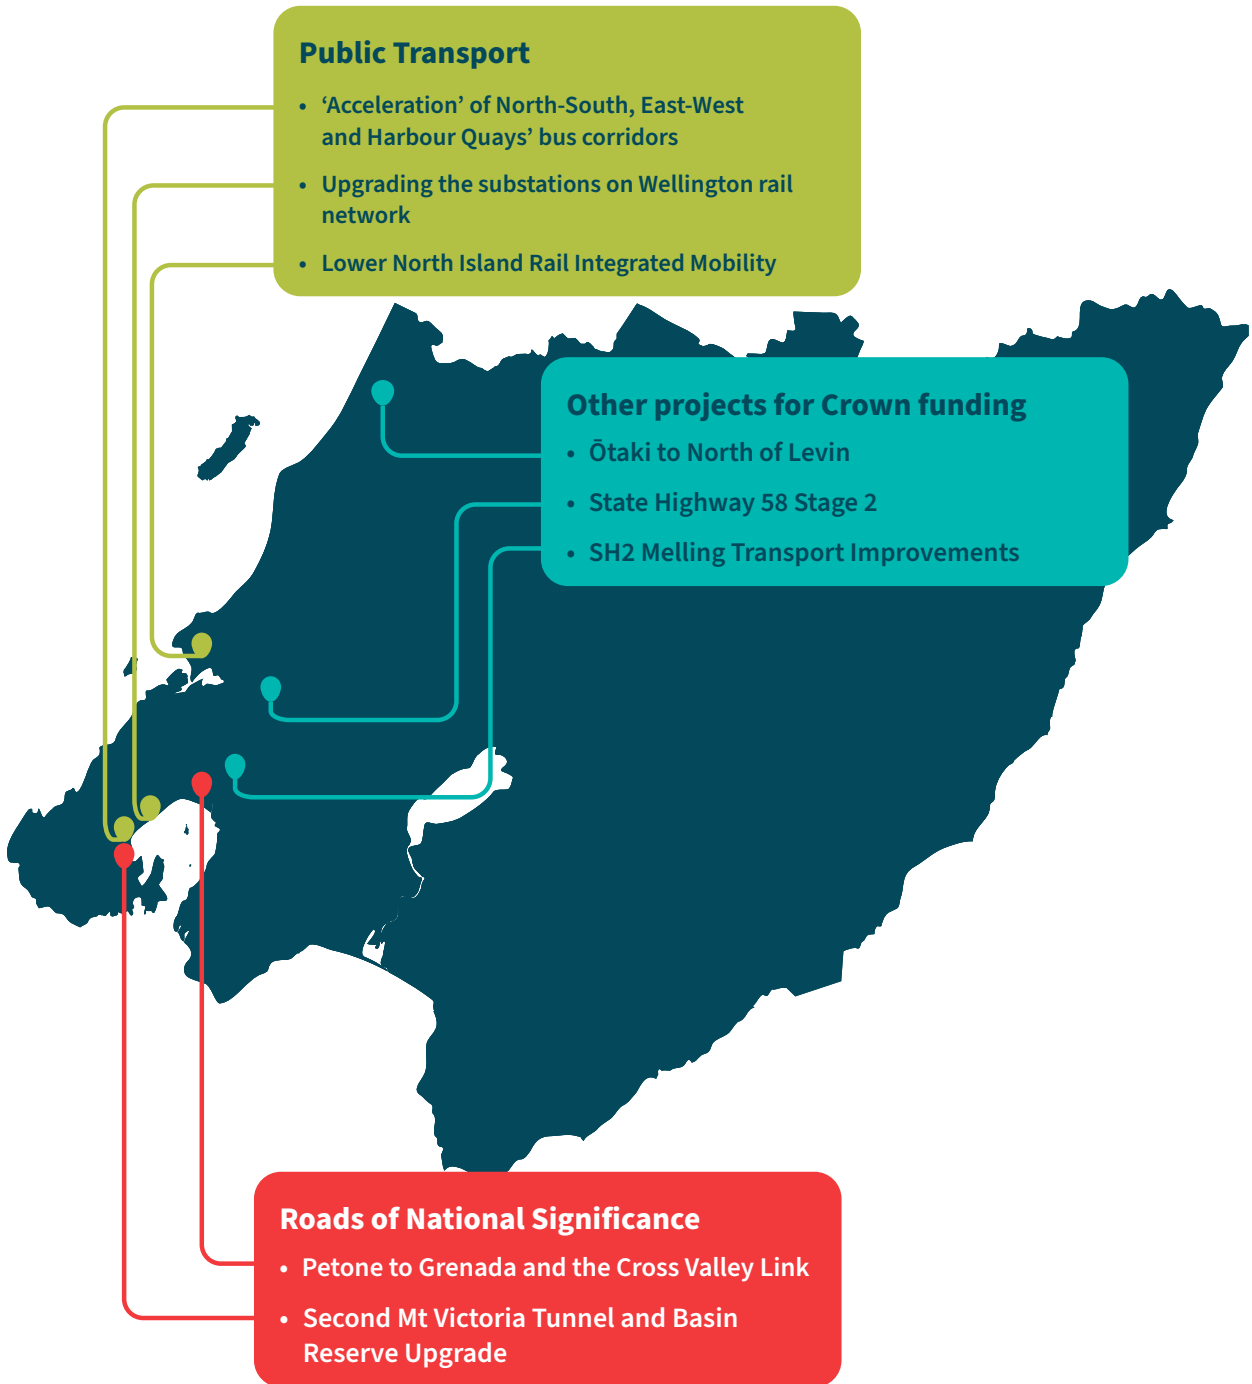 Public Transport
• ‘Acceleration’ of North-South, East-West
and Harbour Quays’ bus corridors
• Upgrading the substations on Wellington rail
network
• Lower North Island Rail Integrated Mobility
Other projects for Crown funding
• Ōtaki to North of Levin
• State Highway 58 Stage 2
• SH2 Melling Transport Improvements
Roads of National Significance
• Petone to Grenada and the Cross Valley Link
• Second Mt Victoria Tunnel and Basin
Reserve Upgrade